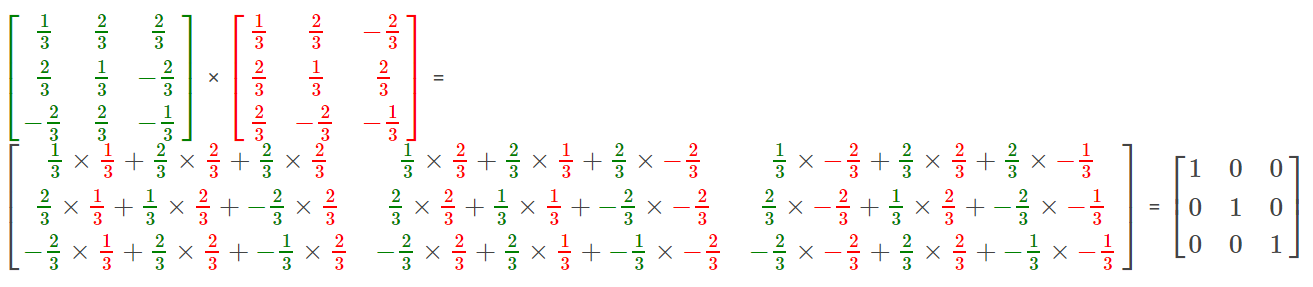 [1/3 2/3 2/3; 2/3 1/3 −2/3; −2/3 2/3 −1/3] × [1/3 2/3 −2/3; 2/3 1/3 2/3; 2/3 −2/3 −1/3] =
[1/3 × 1/3 + 2/3 × 2/3 + 2/3 × 2/3 1/3 × 2/3 + 2/3 × 1/3 + 2/3 × −2/3 1/3 × −2/3 + 2/3 × 2/3 + 2/3 × −1/3
2/3 × 1/3 + 1/3 × 2/3 + −2/3 × 2/3 2/3 × 2/3 + 1/3 × 1/3 + −2/3 × −2/3 2/3 × −2/3 + 1/3 × 2/3 + −2/3 × −1/3
−2/3 × 1/3 + 2/3 × 2/3 + −1/3 × 2/3 −2/3 × 2/3 + 2/3 × 1/3 + −1/3 × −2/3 −2/3 × −2/3 + 2/3 × 2/3 + −1/3 × −1/3] = [1 0 0; 0 1 0; 0 0 1]